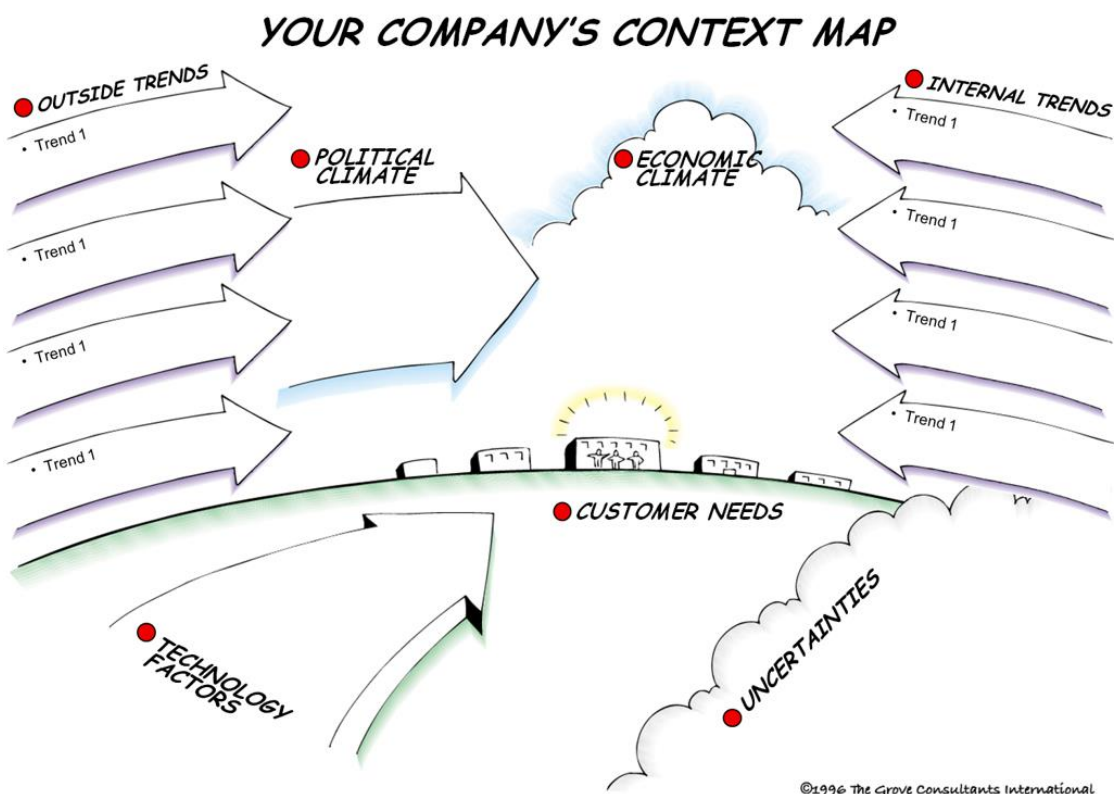 YOUR COMPANY'S CONTEXT MAP
OUTSIDE TRENDS
• Trend 1
• Trend 1
• Trend 1
• Trend 1
POLITICAL
CLIMATE
ECONOMIC
CLIMATE
INTERNAL TRENDS
• Trend 1
• Trend 1
• Trend 1
• Trend 1
CUSTOMER NEEDS
TECHNOLOGY
FACTORS
UNCERTAINTIES
©1996 The Grove Consultants International